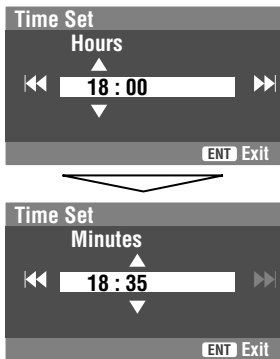 Time Set
Hours
18 : 00
ENT Exit
Time Set
Minutes
18 : 35
ENT Exit